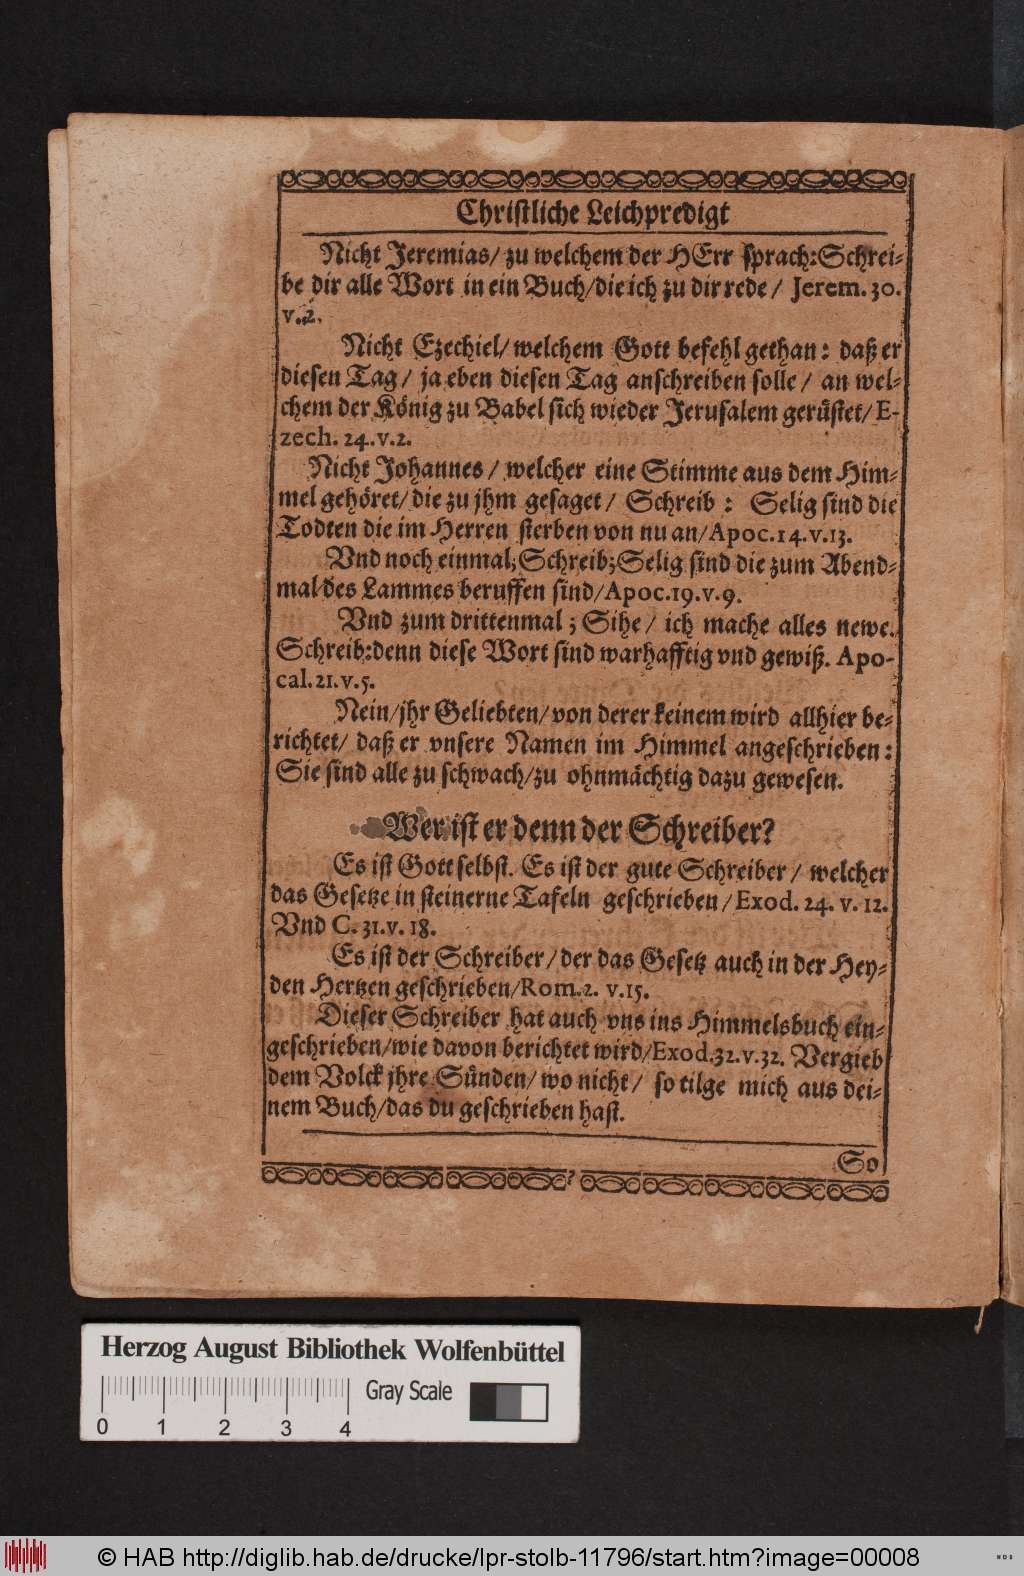 Christliche Leichpredigt
Nicht Jeremias/ zu welchem der HErr sprach: Schrei-
be dir alle Wort in ein Buch/ die ich zu dir rede/ Jerem. 30.
v. 2.
Nicht Ezechiel/ welchem Gott befehl gethan: daß er
diesen Tag/ ja eben diesen Tag anschreiben solle/ an wel-
chem der König zu Babel sich wieder Jerusalem gerüstet/ E-
zech. 24. v. 2.
Nicht Johannes/ welcher eine Stimme aus dem Him-
mel gehöret/ die zu jhm gesaget/ Schreib: Selig sind die
Todten die im Herren sterben von nu an/ Apoc. 14. v. 13.
Vnd noch einmal; Schreib; Selig sind die zum Abend-
mal des Lammes beruffen sind/ Apoc. 19. v. 9.
Vnd zum drittenmal; Sihe/ ich mache alles newe.
Schreib: denn diese Wort sind warhafftig vnd gewiß. Apo-
cal. 21. v. 5.
Nein/ jhr Geliebten/ von derer keinem wird allhier be-
richtet/ daß er vnsere Namen im Himmel angeschrieben:
Sie sind alle zu schwach/ zu ohnmächtig dazu gewesen.
Wer ist er denn der Schreiber?
Es ist Gott selbst. Es ist der gute Schreiber/ welcher
das Gesetze in steinerne Tafeln geschrieben/ Exod. 24. v. 12.
Vnd C. 31. v. 18.
Es ist der Schreiber/ der das Gesetz auch in der Hey-
den Hertzen geschrieben/ Rom. 2. v. 15.
Dieser Schreiber hat auch vns ins Himmelsbuch ein-
geschrieben/ wie davon berichtet wird/ Exod. 32. v. 32. Vergieb
dem Volck jhre Sünden/ wo nicht/ so tilge mich aus dei-
nem Buch/ das du geschrieben hast.
So
Herzog August Bibliothek Wolfenbüttel
Gray Scale
0 1 2 3 4
© HAB http://diglib.hab.de/drucke/lpr-stolb-11796/start.htm?image=00008